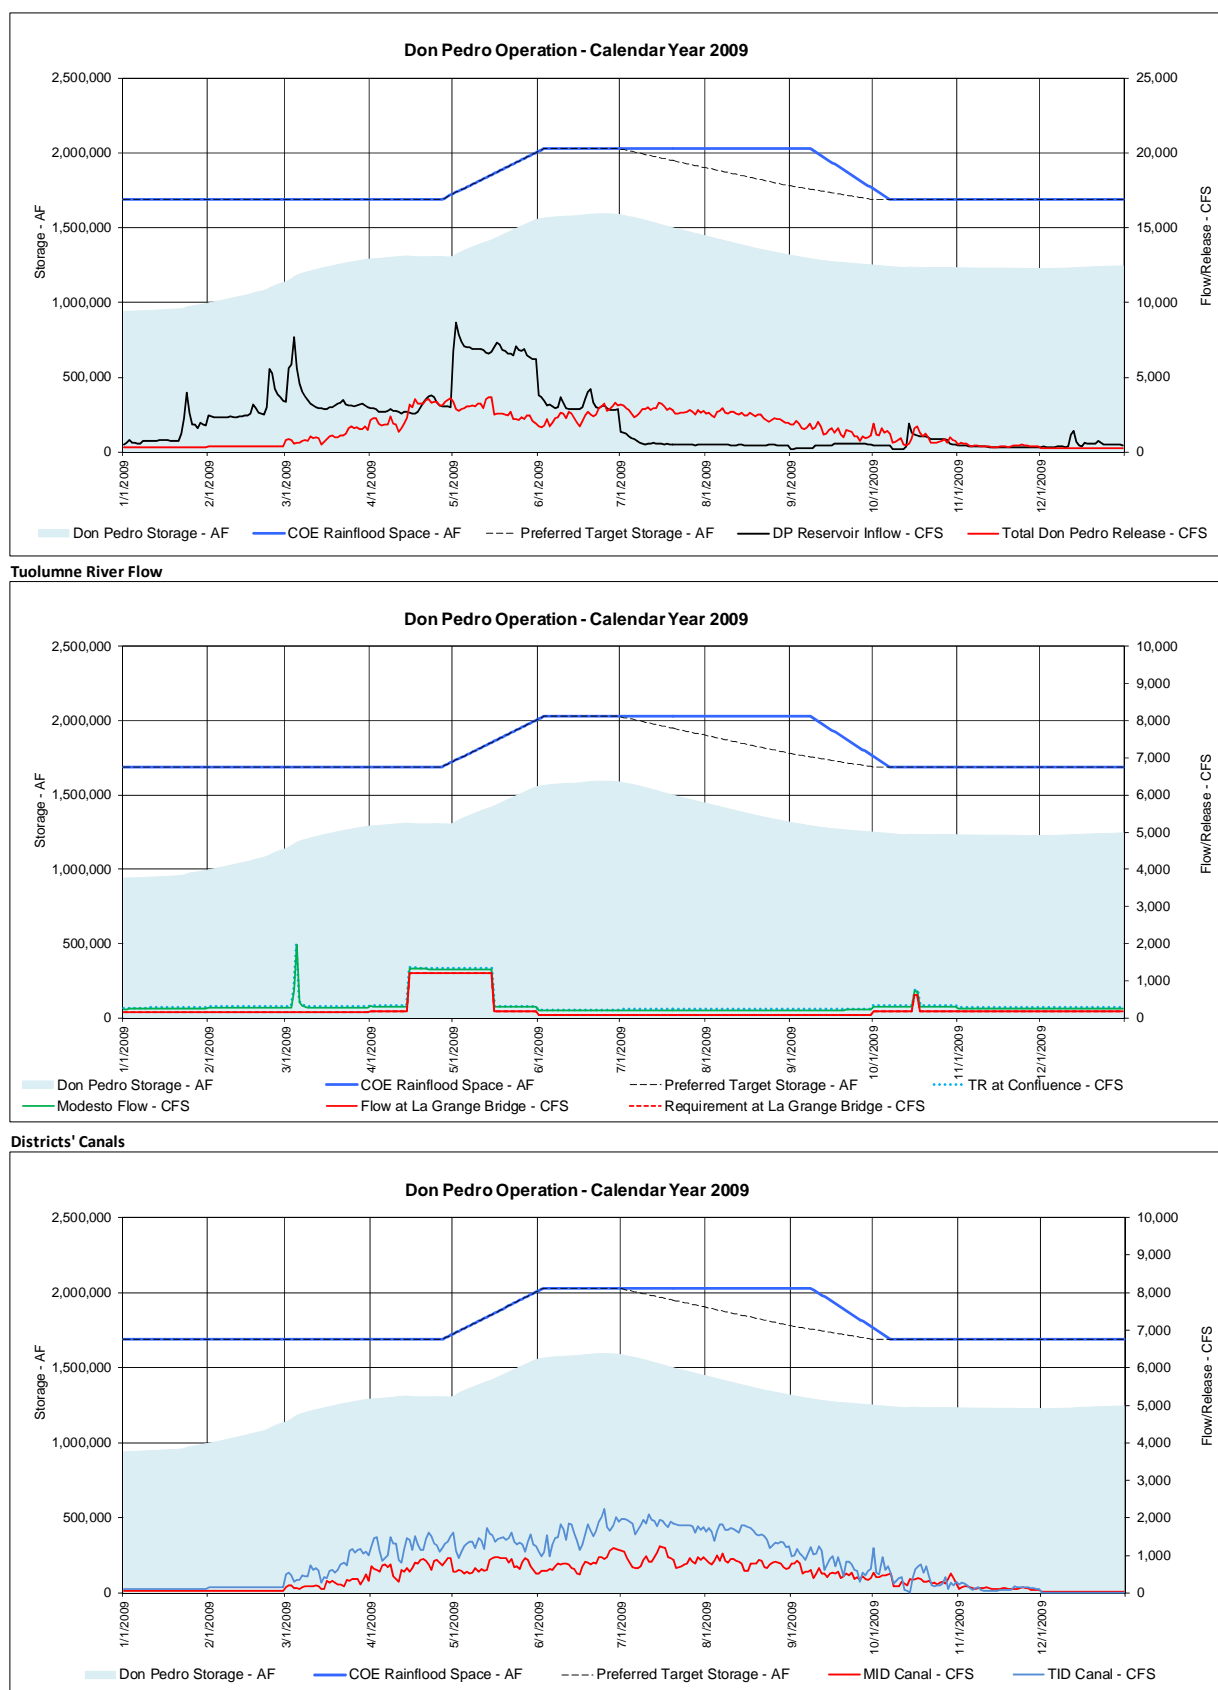 Don Pedro Operation - Calendar Year 2009
2,500,000
2,000,000
1,500,000
1,000,000
500,000
0
Storage - AF
25,000
20,000
15,000
10,000
5,000
0
Flow/Release - CFS
1/1/2009
2/1/2009
3/1/2009
4/1/2009
5/1/2009
6/1/2009
7/1/2009
8/1/2009
9/1/2009
10/1/2009
11/1/2009
12/1/2009
Don Pedro Storage - AF
COE Rainflood Space - AF
Preferred Target Storage - AF
DP Reservoir Inflow - CFS
Total Don Pedro Release - CFS
Tuolumne River Flow
Don Pedro Operation - Calendar Year 2009
2,500,000
2,000,000
1,500,000
1,000,000
500,000
0
Storage - AF
10,000
9,000
8,000
7,000
6,000
5,000
4,000
3,000
2,000
1,000
0
Flow/Release - CFS
1/1/2009
2/1/2009
3/1/2009
4/1/2009
5/1/2009
6/1/2009
7/1/2009
8/1/2009
9/1/2009
10/1/2009
11/1/2009
12/1/2009
Don Pedro Storage - AF
COE Rainflood Space - AF
Preferred Target Storage - AF
TR at Confluence - CFS
Modesto Flow - CFS
Flow at La Grange Bridge - CFS
Requirement at La Grange Bridge - CFS
Districts' Canals
Don Pedro Operation - Calendar Year 2009
2,500,000
2,000,000
1,500,000
1,000,000
500,000
0
Storage - AF
10,000
9,000
8,000
7,000
6,000
5,000
4,000
3,000
2,000
1,000
0
Flow/Release - CFS
1/1/2009
2/1/2009
3/1/2009
4/1/2009
5/1/2009
6/1/2009
7/1/2009
8/1/2009
9/1/2009
10/1/2009
11/1/2009
12/1/2009
Don Pedro Storage - AF
COE Rainflood Space - AF
Preferred Target Storage - AF
MID Canal - CFS
TID Canal - CFS